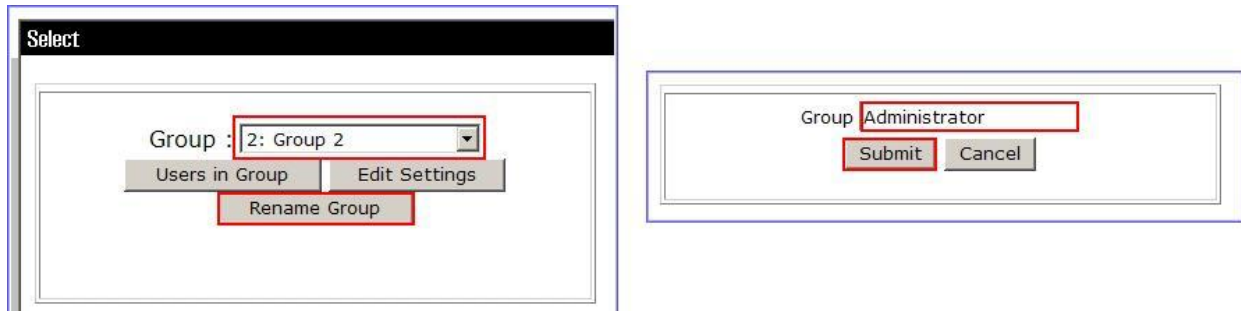 Select
Group : 2: Group 2
Users in Group Edit Settings
Rename Group
Group Administrator
Submit Cancel